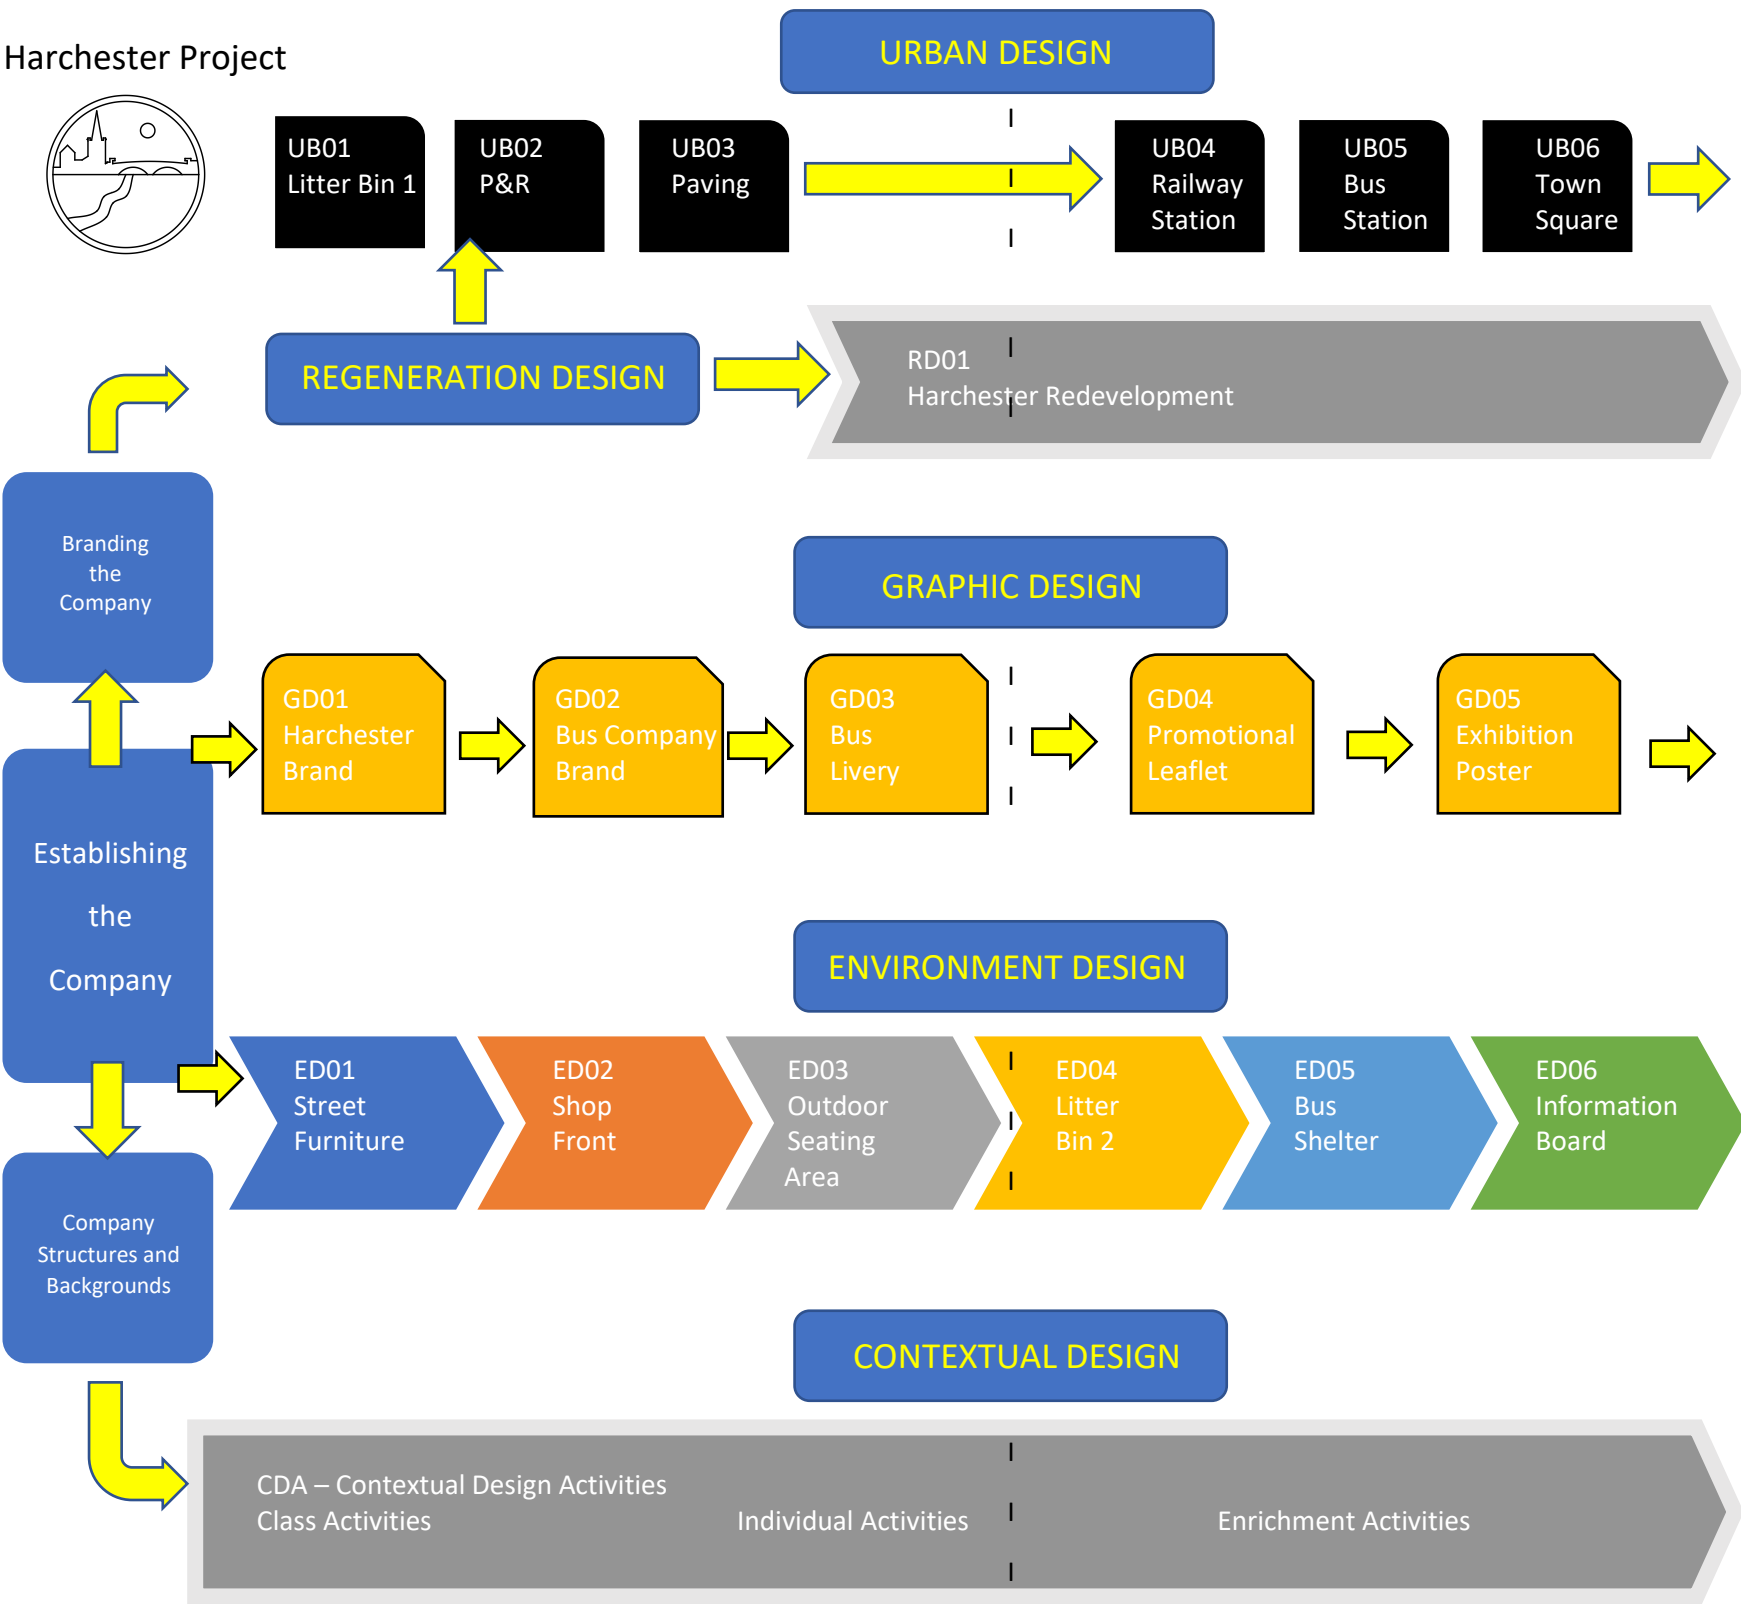 Harchester Project
URBAN DESIGN
UB01
Litter Bin 1
UB02
P&R
UB03
Paving
UB04
Railway
Station
UB05
Bus
Station
UB06
Town
Square
REGENERATION DESIGN
RD01
Harchester Redevelopment
Branding
the
Company
GRAPHIC DESIGN
GD01
Harchester
Brand
GD02
Bus Company
Brand
GD03
Bus
Livery
GD04
Promotional
Leaflet
GD05
Exhibition
Poster
Establishing
the
Company
ENVIRONMENT DESIGN
ED01
Street
Furniture
ED02
Shop
Front
ED03
Outdoor
Seating
Area
ED04
Litter
Bin 2
ED05
Bus
Shelter
ED06
Information
Board
Company
Structures and
Backgrounds
CONTEXTUAL DESIGN
CDA – Contextual Design Activities
Class Activities
Individual Activities
Enrichment Activities